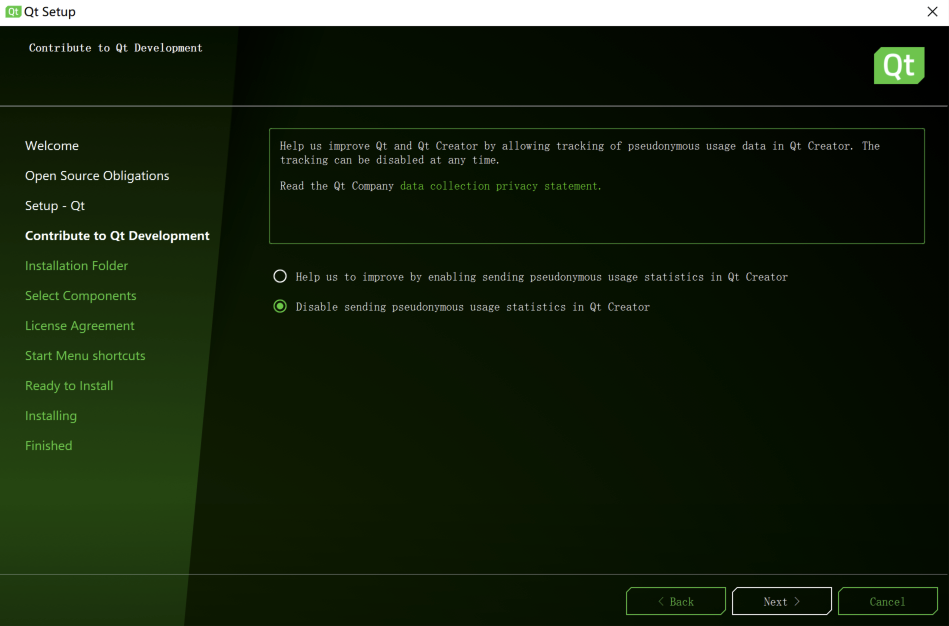 Qt Qt Setup
Contribute to Qt Development
Qt
Welcome
Open Source Obligations
Setup - Qt
Contribute to Qt Development
Installation Folder
Select Components
License Agreement
Start Menu shortcuts
Ready to Install
Installing
Finished
Help us improve Qt and Qt Creator by allowing tracking of pseudonymous usage data in Qt Creator. The
tracking can be disabled at any time.
Read the Qt Company data collection privacy statement.
Help us to improve by enabling sending pseudonymous usage statistics in Qt Creator
Disable sending pseudonymous usage statistics in Qt Creator
< Back
Next >
Cancel